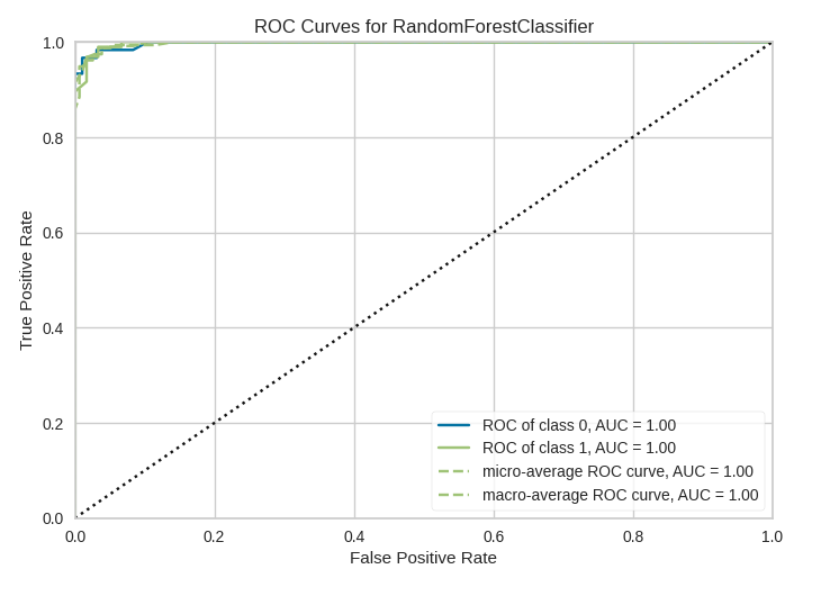 ROC Curves for RandomForestClassifier
True Positive Rate
1.0
0.8
0.6
0.4
0.2
0.0
ROC of class 0, AUC = 1.00
ROC of class 1, AUC = 1.00
micro-average ROC curve, AUC = 1.00
macro-average ROC curve, AUC = 1.00
0.0 0.2 0.4 0.6 0.8 1.0
False Positive Rate